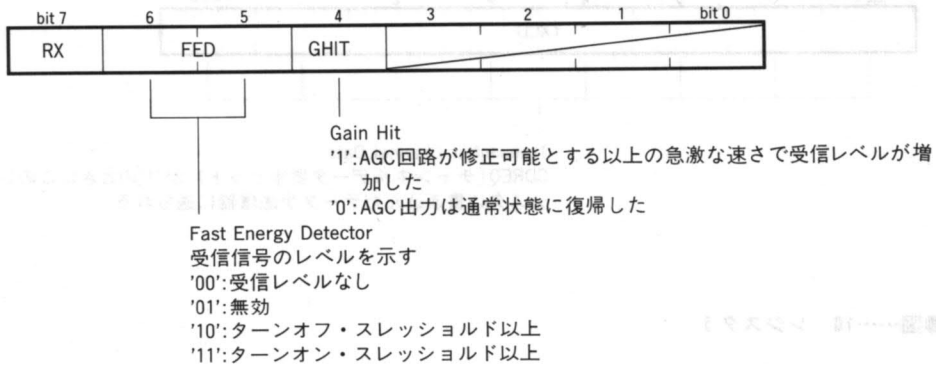 bit 7 6 5 4 3 2 1 bit 0
RX FED GHIT
Gain Hit
'1':AGC回路が修正可能とする以上の急激な速さで受信レベルが増
加した
'0':AGC出力は通常状態に復帰した
Fast Energy Detector
受信信号のレベルを示す
'00':受信レベルなし
'01':無効
'10':ターンオフ・スレッショルド以上
'11':ターンオン・スレッショルド以上